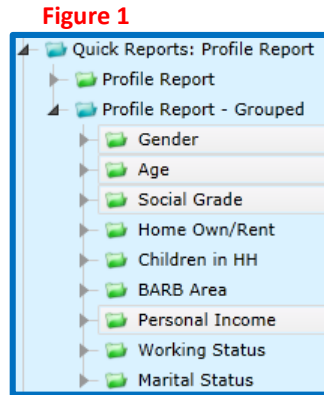 Figure 1
Quick Reports: Profile Report
Profile Report
Profile Report - Grouped
Gender
Age
Social Grade
Home Own/Rent
Children in HH
BARB Area
Personal Income
Working Status
Marital Status